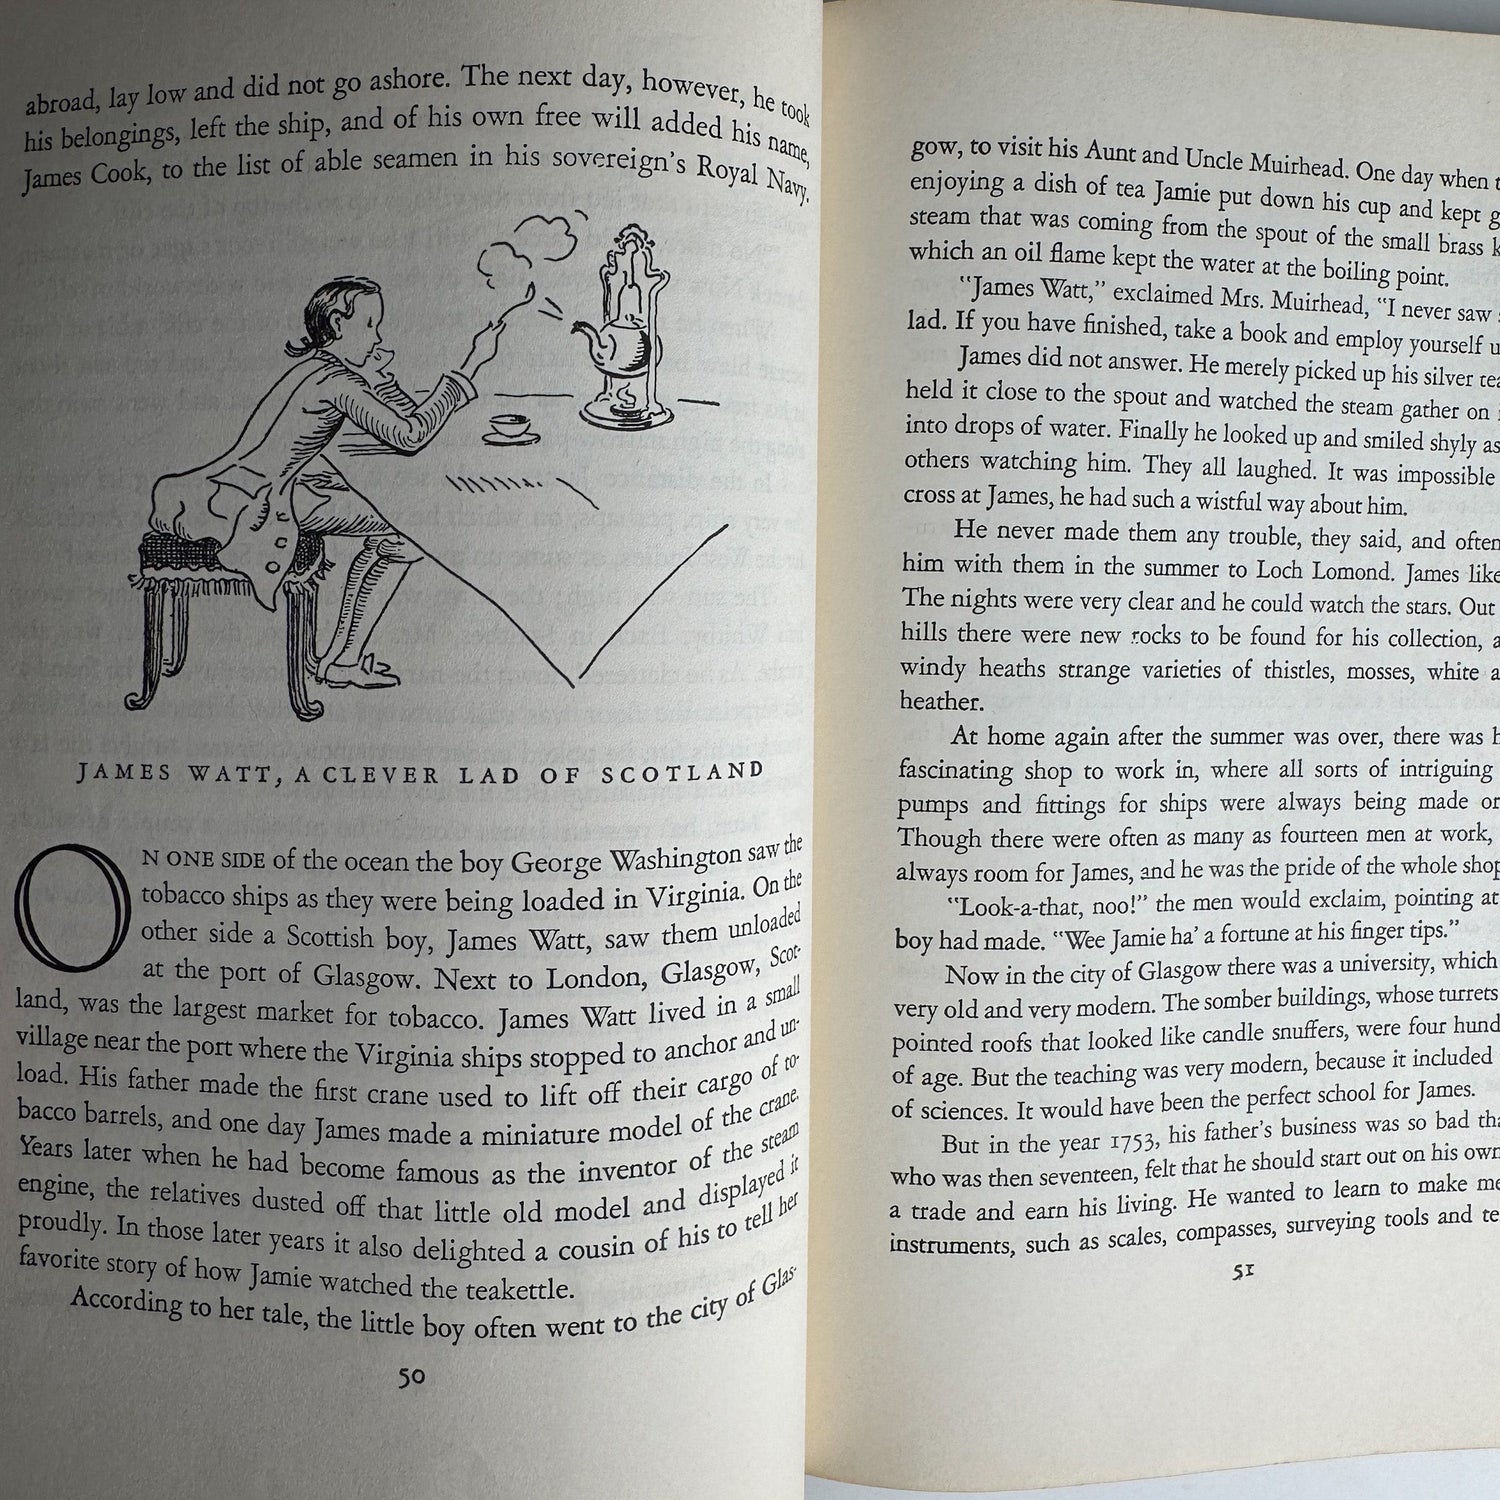 abroad, lay low and did not go ashore. The next day, however, he took
his belongings, left the ship, and of his own free will added his name,
James Cook, to the list of able seamen in his sovereign's Royal Navy.
JAMES WATT, A CLEVER LAD OF SCOTLAND
ON ONE SIDE of the ocean the boy George Washington saw the
tobacco ships as they were being loaded in Virginia. On the
other side a Scottish boy, James Watt, saw them unloaded
at the port of Glasgow. Next to London, Glasgow, Scot-
land, was the largest market for tobacco. James Watt lived in a small
village near the port where the Virginia ships stopped to anchor and un-
load. His father made the first crane used to lift off their cargo of to-
bacco barrels, and one day James made a miniature model of the crane.
Years later when he had become famous as the inventor of the steam
engine, the relatives dusted off that little old model and displayed it
proudly. In those later years it also delighted a cousin of his to tell her
favorite story of how Jamie watched the teakettle.
According to her tale, the little boy often went to the city of Glas-
50
gow, to visit his Aunt and Uncle Muirhead. One day when
enjoying a dish of tea Jamie put down his cup and kept
steam that was coming from the spout of the small brass
which an oil flame kept the water at the boiling point.
"James Watt," exclaimed Mrs. Muirhead, "I never saw
lad. If you have finished, take a book and employ yourself
James did not answer. He merely picked up his silver
held it close to the spout and watched the steam gather on
into drops of water. Finally he looked up and smiled shyly as
others watching him. They all laughed. It was impossible
cross at James, he had such a wistful way about him.
He never made them any trouble, they said, and often
him with them in the summer to Loch Lomond. James
The nights were very clear and he could watch the stars. Out
hills there were new rocks to be found for his collection,
windy heaths strange varieties of thistles, mosses, white
heather.
At home again after the summer was over, there was
fascinating shop to work in, where all sorts of intriguing
pumps and fittings for ships were always being made or
Though there were often as many as fourteen men at work,
always room for James, and he was the pride of the whole shop
"Look-a-that, noo!" the men would exclaim, pointing at
boy had made. "Wee Jamie ha' a fortune at his finger tips."
Now in the city of Glasgow there was a university, which
very old and very modern. The somber buildings, whose turrets
pointed roofs that looked like candle snuffers, were four
of age. But the teaching was very modern, because it included
of sciences. It would have been the perfect school for James.
But in the year 1753, his father's business was so bad
who was then seventeen, felt that he should start out on his own
a trade and earn his living. He wanted to learn to make
instruments, such as scales, compasses, surveying tools and
51